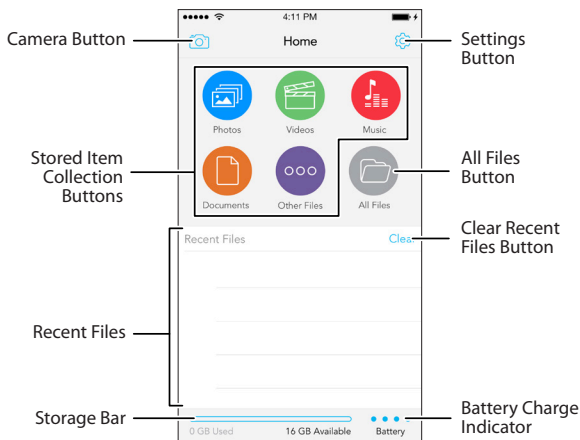 4:11 PM
Camera Button
Home
Settings
Button
Photos
Videos
Music
Stored Item
Collection
Buttons
All Files
Button
Documents
Other Files
All Files
Recent Files
Clear
Clear Recent
Files Button
Recent Files
Storage Bar
Battery Charge
Indicator
0 GB Used
16 GB Available
Battery